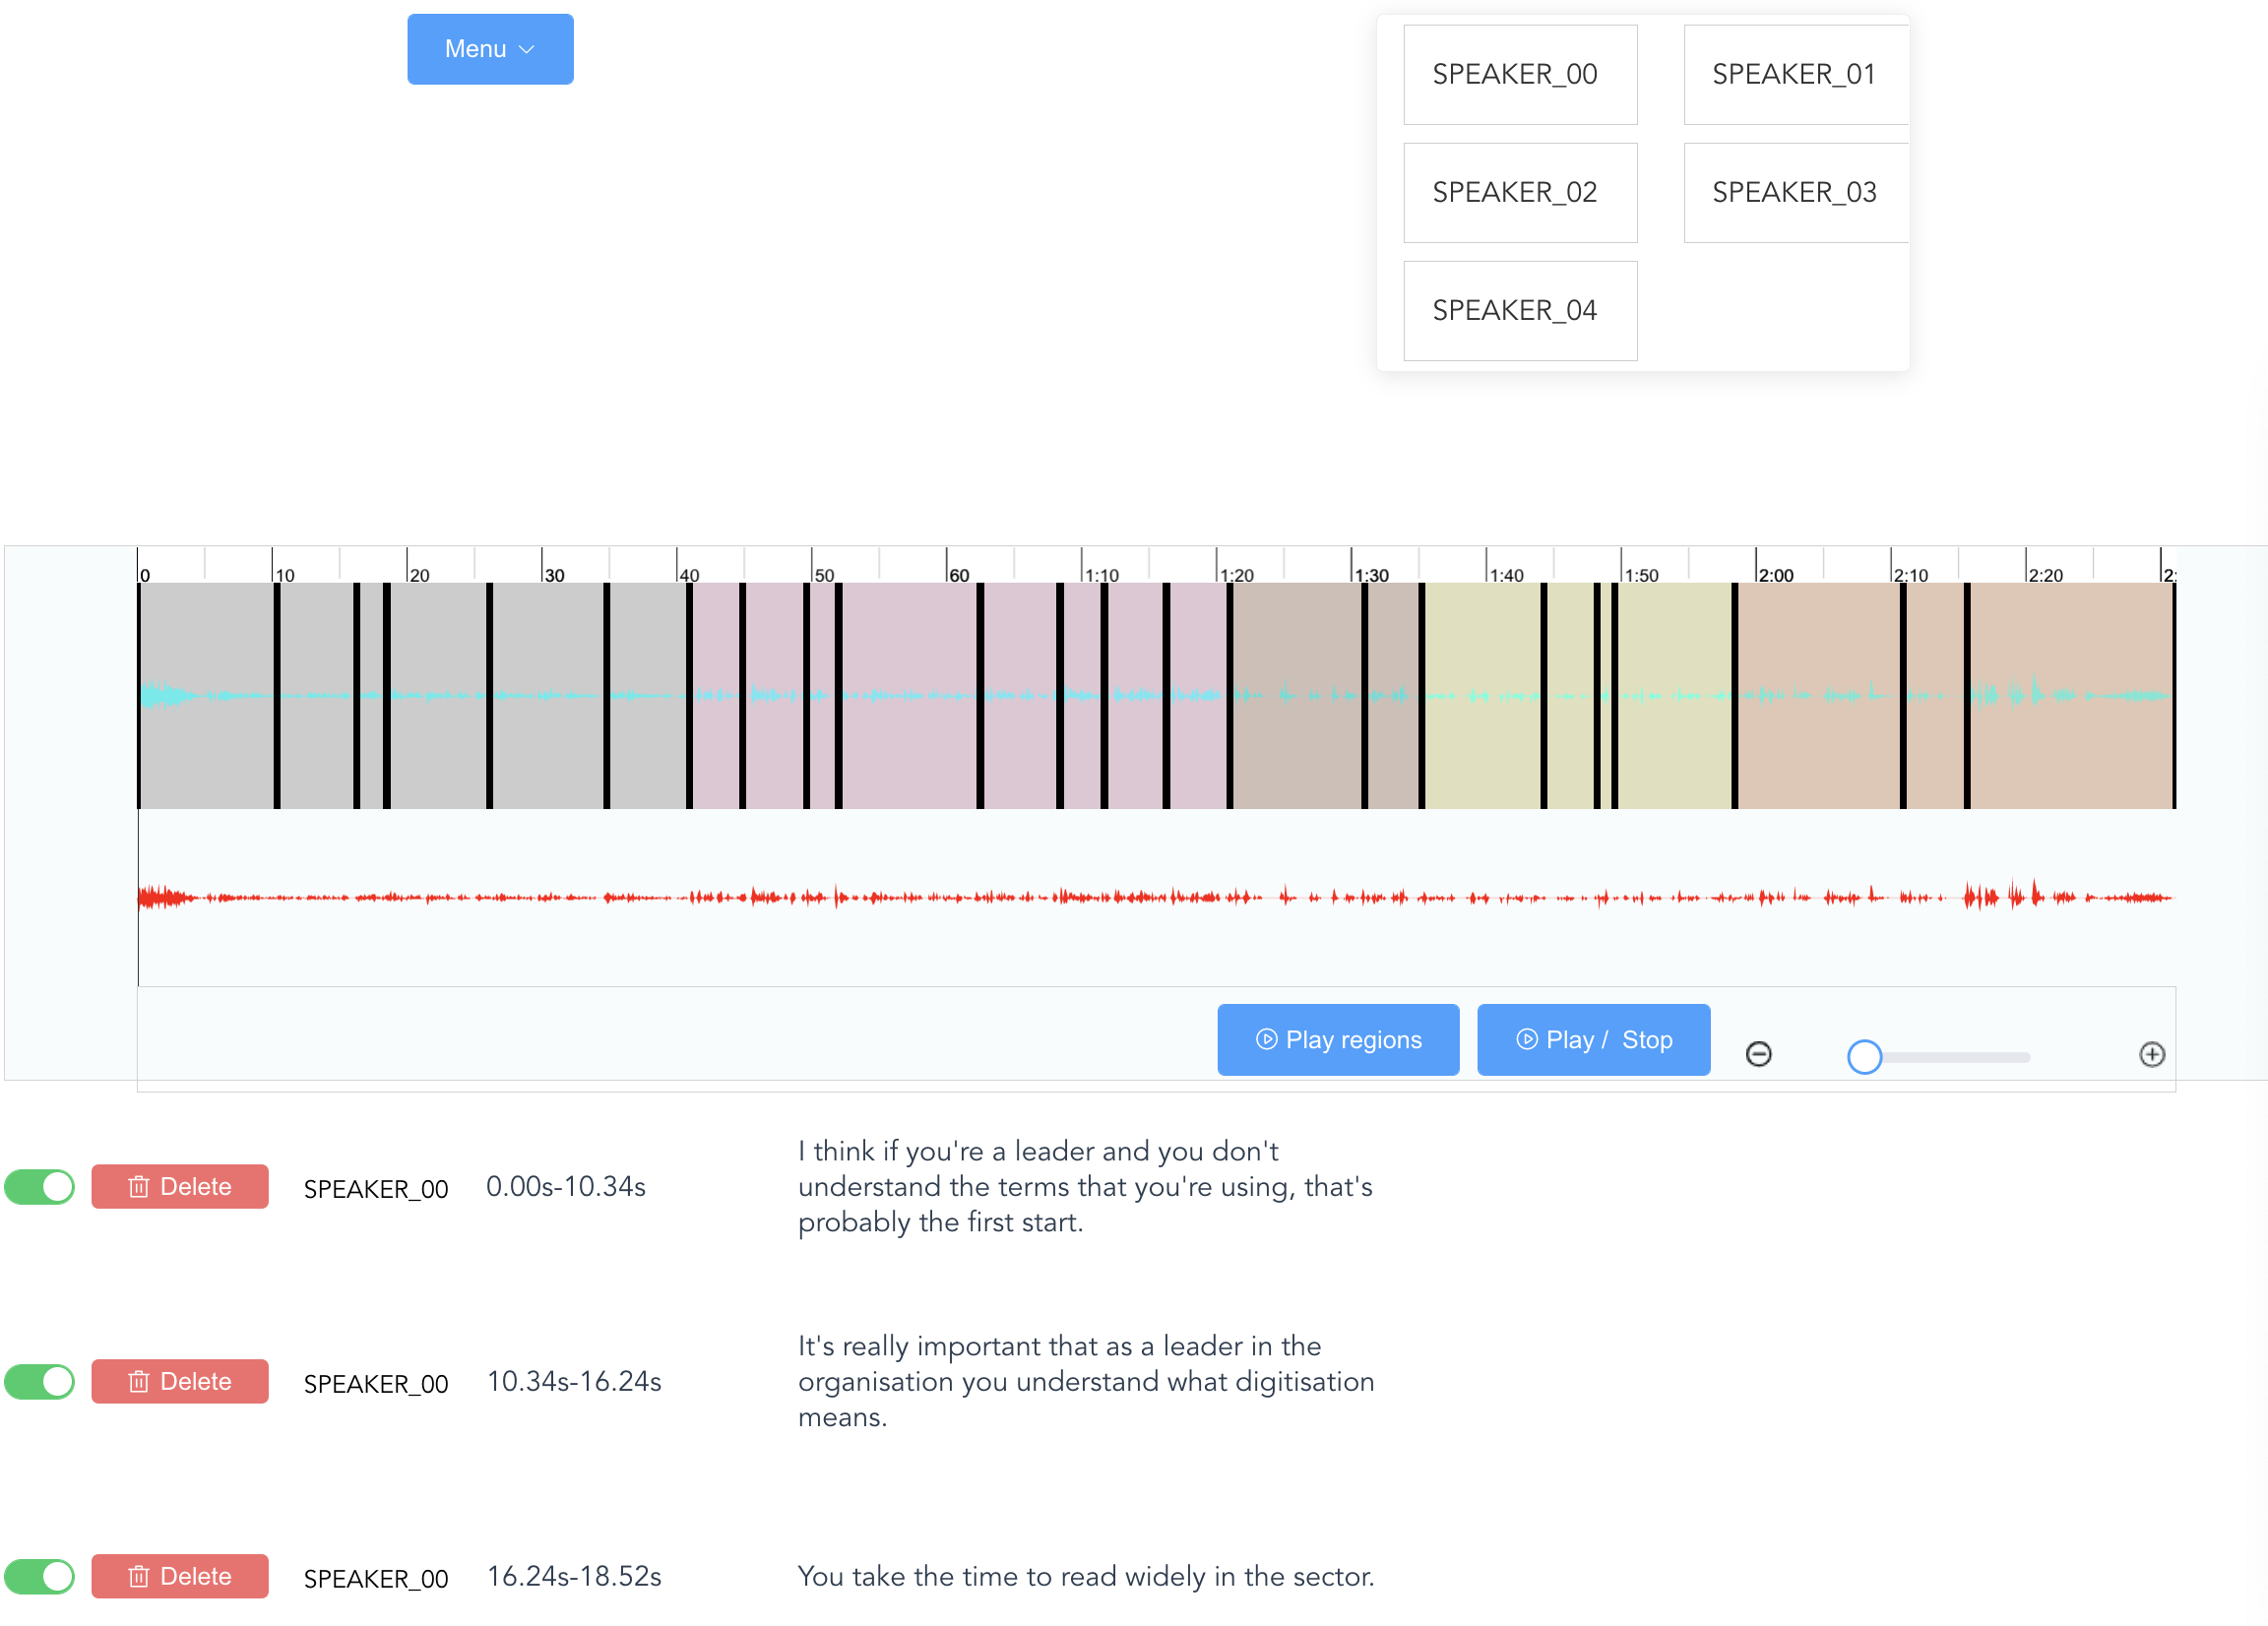 Menu
SPEAKER_00
SPEAKER_01
SPEAKER_02
SPEAKER_03
SPEAKER_04
0 10 20 30 40 50 60 1:10 1:20 1:30 1:40 1:50 2:00 2:10 2:20 2:
Play regions
Play / Stop
Delete SPEAKER_00 0.00s-10.34s
I think if you're a leader and you don't
understand the terms that you're using, that's
probably the first start.
Delete SPEAKER_00 10.34s-16.24s
It's really important that as a leader in the
organisation you understand what digitisation
means.
Delete SPEAKER_00 16.24s-18.52s
You take the time to read widely in the sector.